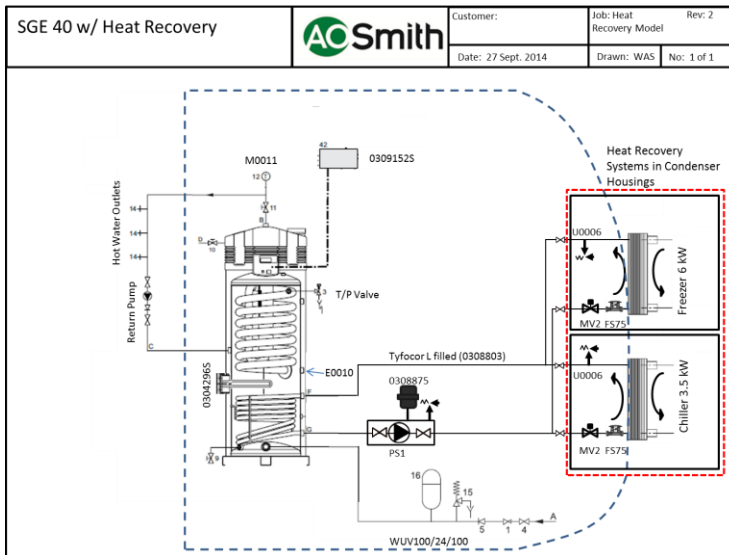 SGE 40 w/ Heat Recovery
AO Smith
Customer:
Job: Heat Recovery Model
Rev: 2
Date: 27 Sept. 2014
Drawn: WAS
No: 1 of 1
42
M0011
0309152S
12
T
11
B
D
10
14
14
14
Hot Water Outlets
Return Pump
C
3
T/P Valve
1
E0010
0304296S
F
G
9
Tyfocor L filled (0308803)
0308875
PS1
16
15
5
1
4
A
WUV100/24/100
Heat Recovery
Systems in Condenser
Housings
U0006
MV2
FS75
Freezer 6 kW
U0006
MV2
FS75
Chiller 3.5 kW